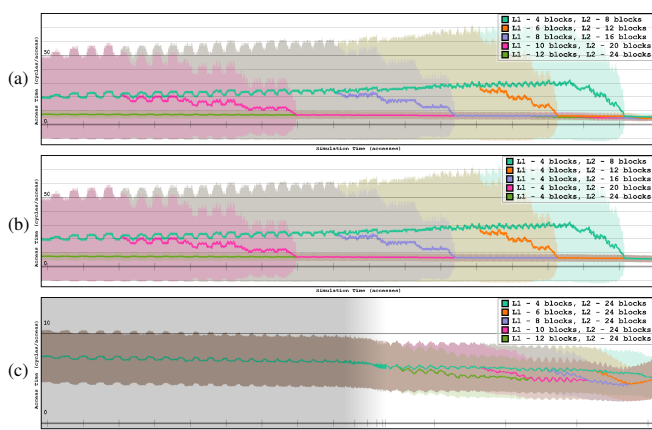 (a)
Access Time (cycles/access)
50
0
L1 - 4 blocks, L2 - 8 blocks
L1 - 6 blocks, L2 - 12 blocks
L1 - 8 blocks, L2 - 16 blocks
L1 - 10 blocks, L2 - 20 blocks
L1 - 12 blocks, L2 - 24 blocks
Simulation Time (accesses)
(b)
Access Time (cycles/access)
50
0
L1 - 4 blocks, L2 - 8 blocks
L1 - 4 blocks, L2 - 12 blocks
L1 - 4 blocks, L2 - 16 blocks
L1 - 4 blocks, L2 - 20 blocks
L1 - 4 blocks, L2 - 24 blocks
(c)
Access Time (cycles/access)
10
0
L1 - 4 blocks, L2 - 24 blocks
L1 - 6 blocks, L2 - 24 blocks
L1 - 8 blocks, L2 - 24 blocks
L1 - 10 blocks, L2 - 24 blocks
L1 - 12 blocks, L2 - 24 blocks